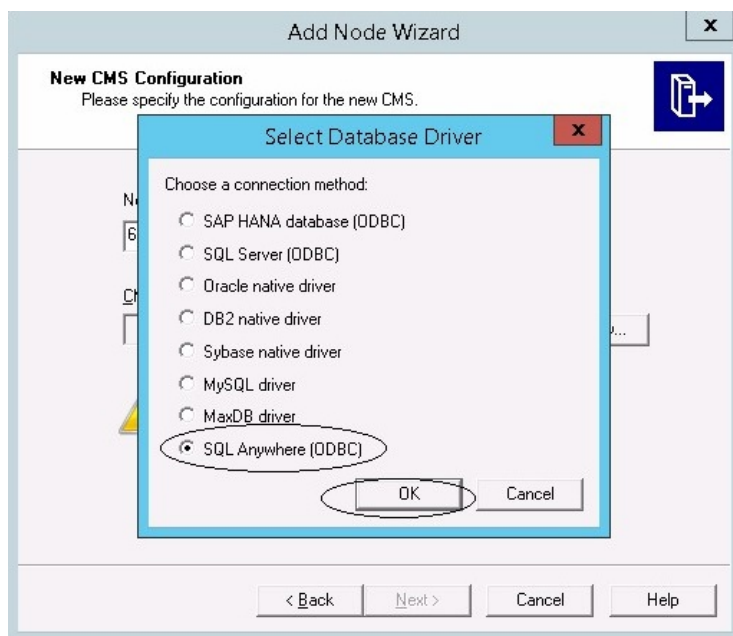 Add Node Wizard
x
New CMS Configuration
Please specify the configuration for the new CMS.
Select Database Driver
x
Choose a connection method:
SAP HANA database (ODBC)
SQL Server (ODBC)
Oracle native driver
DB2 native driver
Sybase native driver
MySQL driver
MaxDB driver
SQL Anywhere (ODBC)
OK
Cancel
6
...
< Back
Next >
Cancel
Help